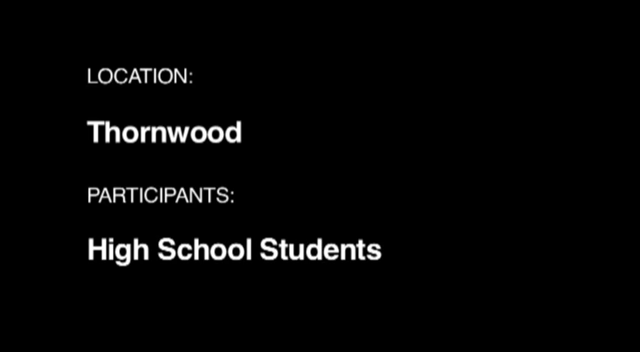 LOCATION:
Thornwood
PARTICIPANTS:
High School Students